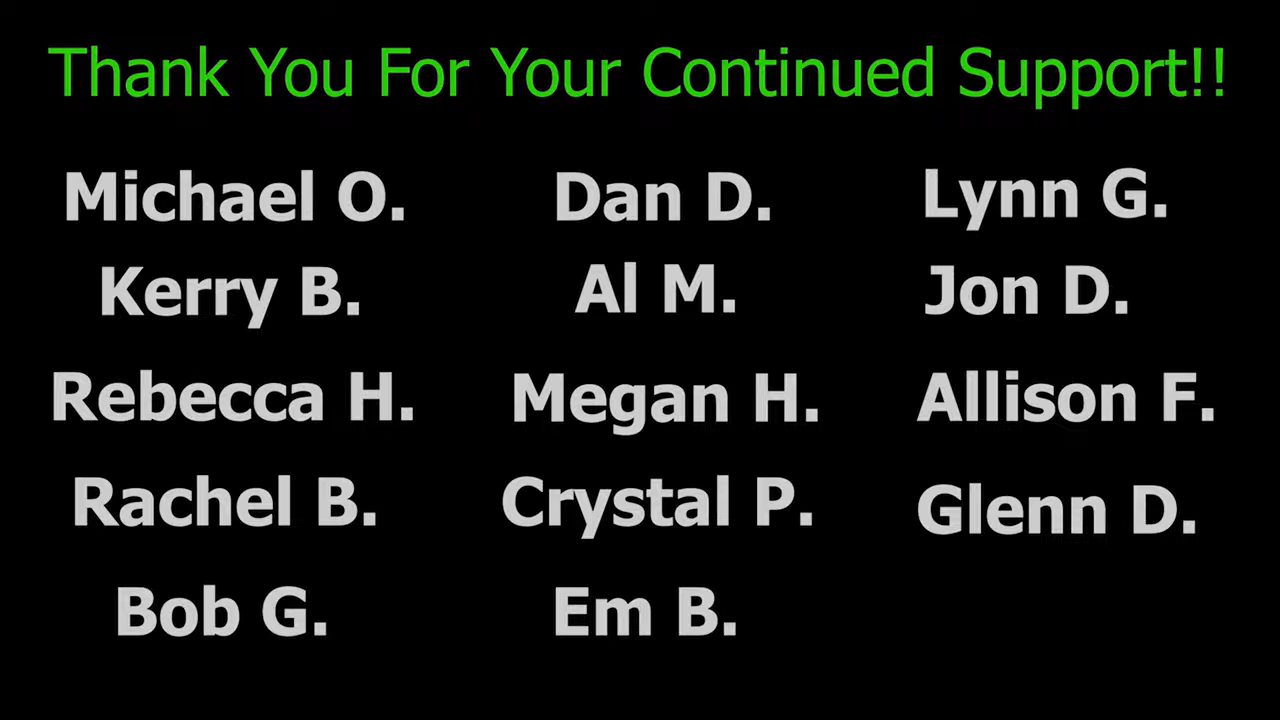 Thank You For Your Continued Support!!
Michael O. Dan D. Lynn G.
Kerry B. Al M. Jon D.
Rebecca H. Megan H. Allison F.
Rachel B. Crystal P. Glenn D.
Bob G. Em B.